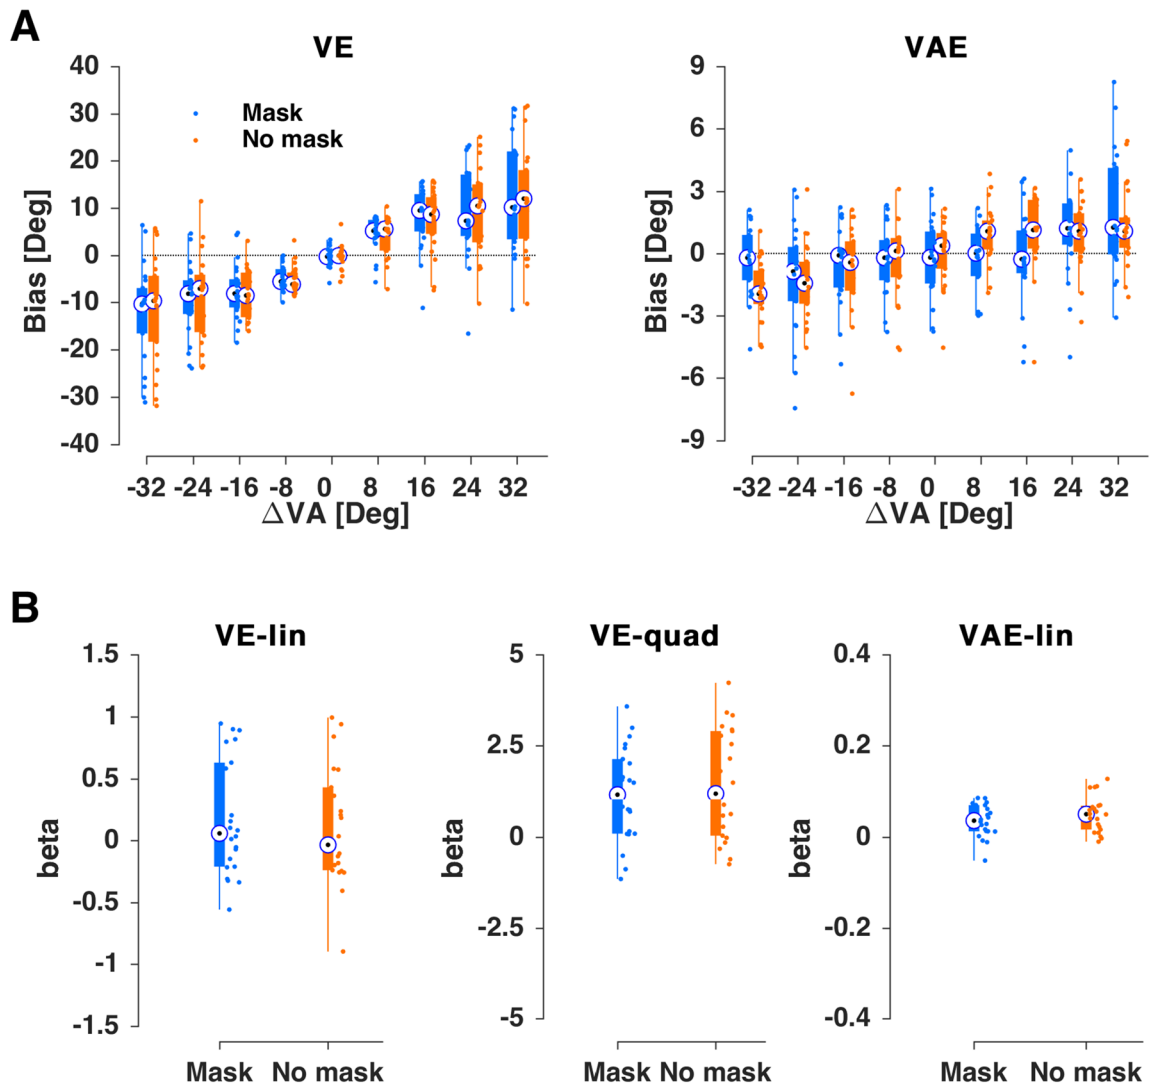 A
VE
VAE
Mask
No mask
Bias [Deg]
40
30
20
10
0
-10
-20
-30
-40
-32 -24 -16 -8 0 8 16 24 32
ΔVA [Deg]
Bias [Deg]
9
6
3
0
-3
-6
-9
-32 -24 -16 -8 0 8 16 24 32
ΔVA [Deg]
B
VE-lin
beta
1.5
1
0.5
0
-0.5
-1
-1.5
Mask No mask
VE-quad
beta
5
2.5
0
-2.5
-5
Mask No mask
VAE-lin
beta
0.4
0.2
0
-0.2
-0.4
Mask No mask